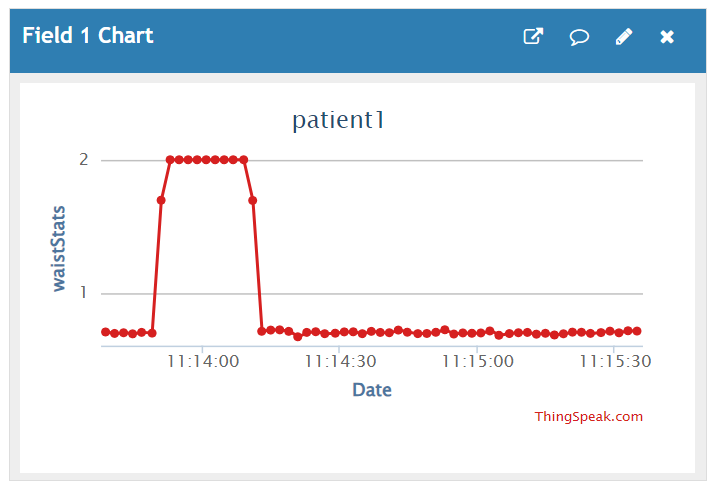 Field 1 Chart
patient1
2
waistStats
1
11:14:00 11:14:30 11:15:00 11:15:30
Date
ThingSpeak.com